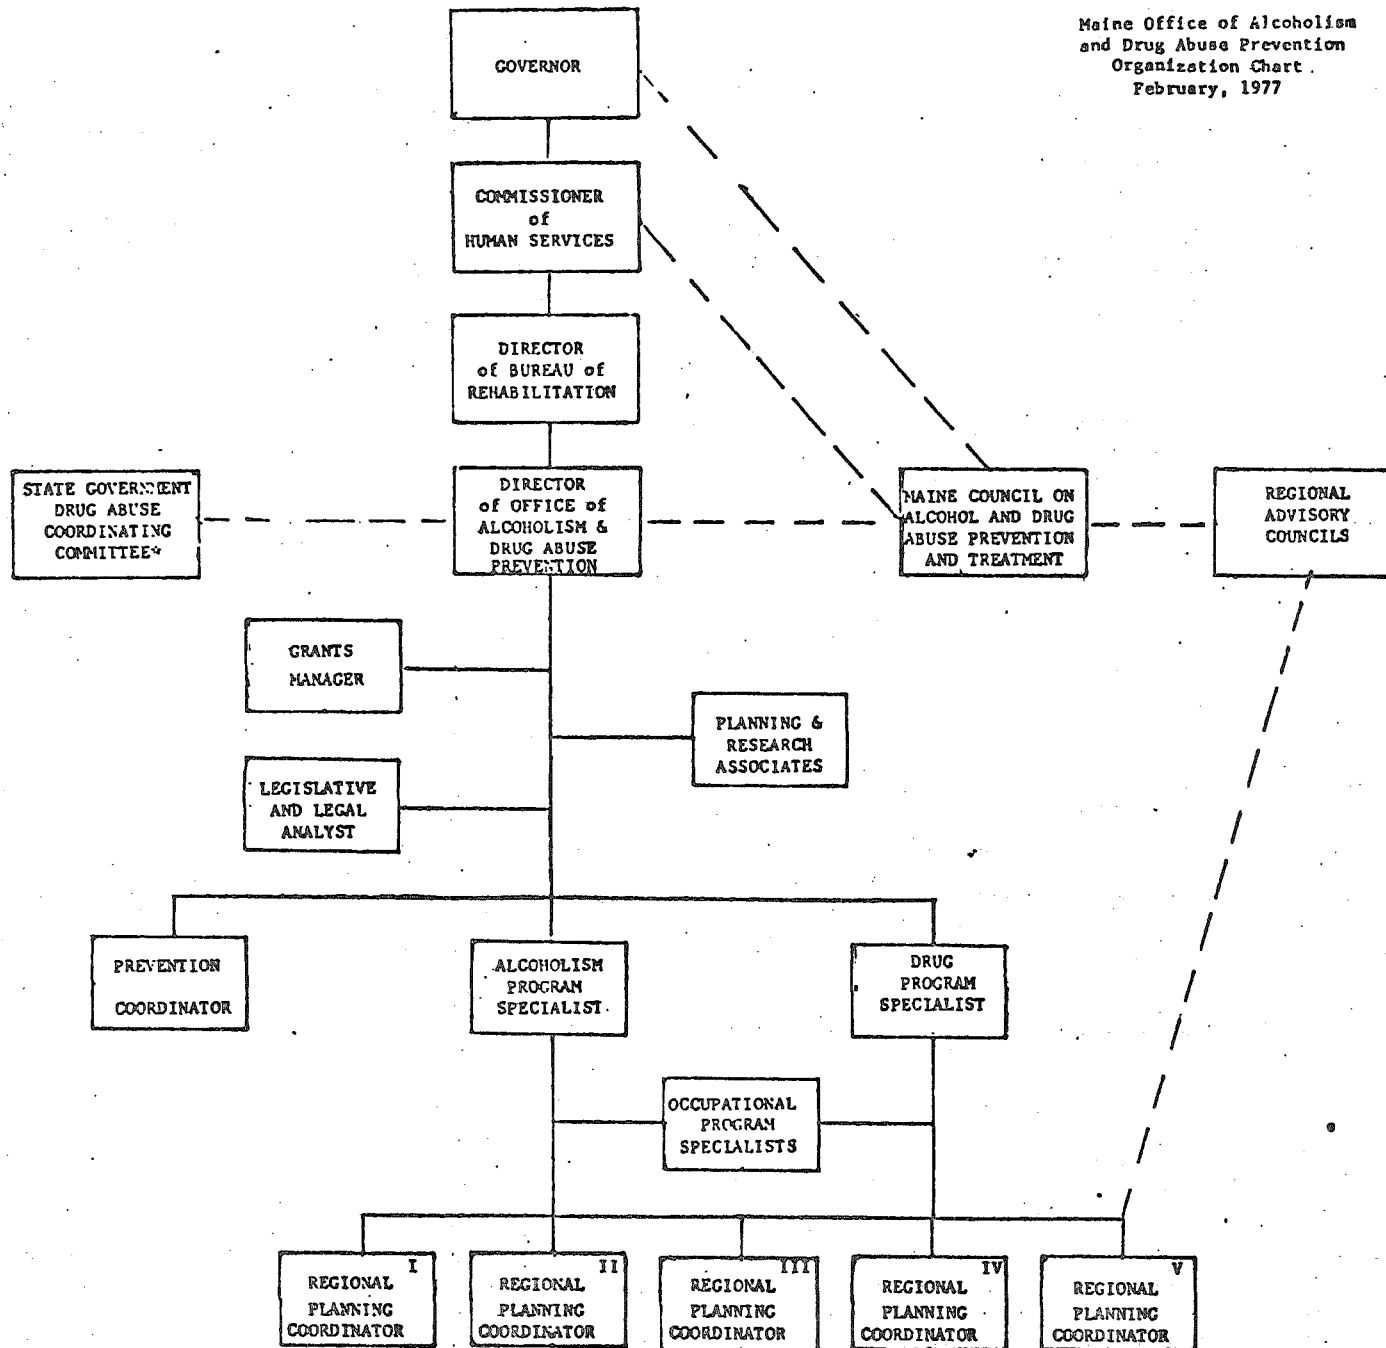 Maine Office of Alcoholism
and Drug Abuse Prevention
Organization Chart.
February, 1977
GOVERNOR
COMMISSIONER
of
HUMAN SERVICES
DIRECTOR
of BUREAU of
REHABILITATION
STATE GOVERNMENT
DRUG ABUSE
COORDINATING
COMMITTEE*
DIRECTOR
of OFFICE of
ALCOHOLISM &
DRUG ABUSE
PREVENTION
MAINE COUNCIL ON
ALCOHOL AND DRUG
ABUSE PREVENTION
AND TREATMENT
REGIONAL
ADVISORY
COUNCILS
GRANTS
MANAGER
PLANNING &
RESEARCH
ASSOCIATES
LEGISLATIVE
AND LEGAL
ANALYST
PREVENTION
COORDINATOR
ALCOHOLISM
PROGRAM
SPECIALIST.
DRUG
PROGRAM
SPECIALIST
OCCUPATIONAL
PROGRAM
SPECIALISTS
I
REGIONAL
PLANNING
COORDINATOR
II
REGIONAL
PLANNING
COORDINATOR
III
REGIONAL
PLANNING
COORDINATOR
IV
REGIONAL
PLANNING
COORDINATOR
V
REGIONAL
PLANNING
COORDINATOR